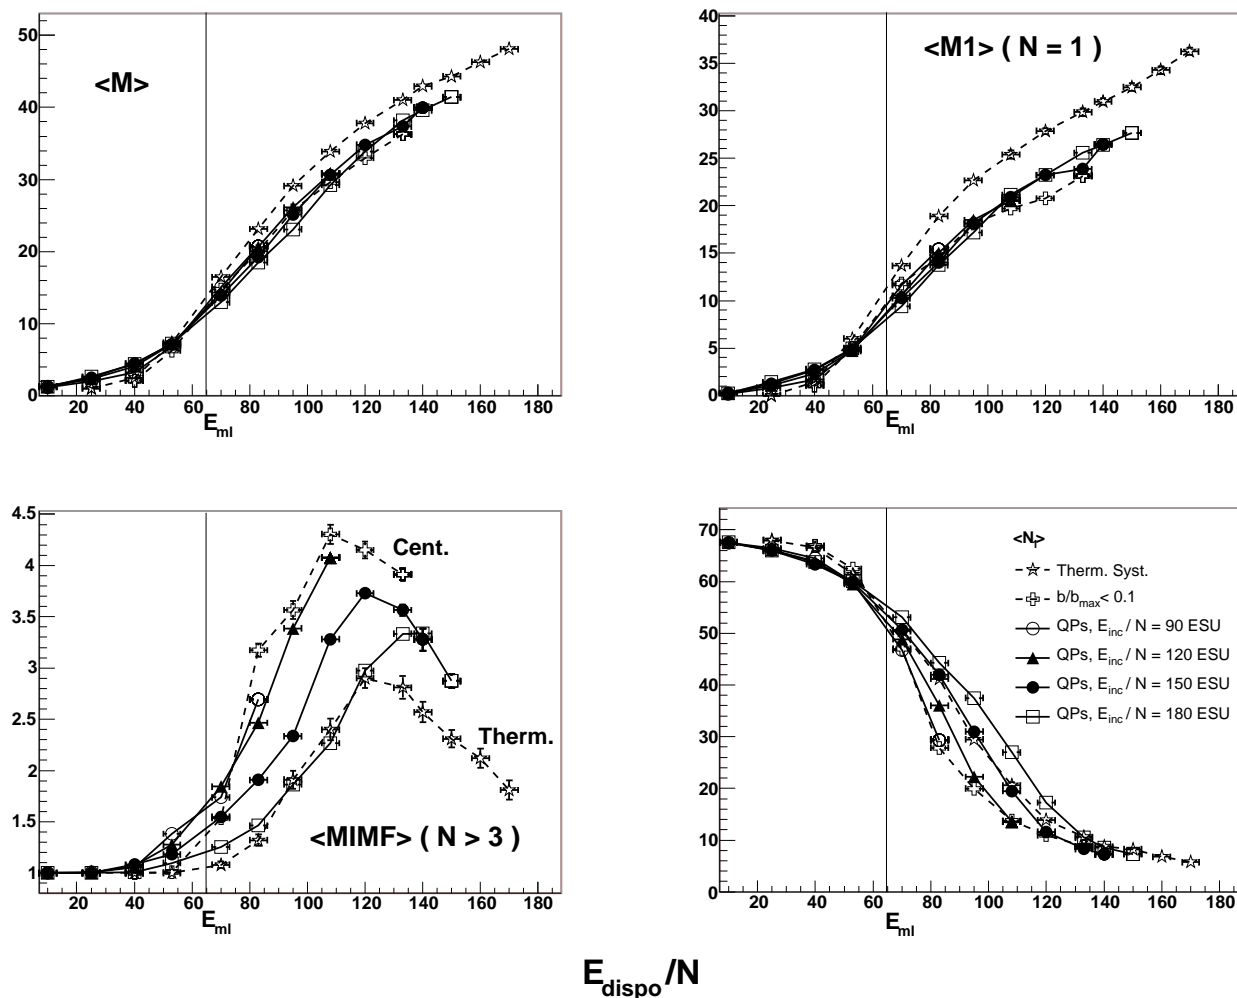 <M>
50
40
30
20
10
0
20 40 60 80 100 120 140 160 180
E_ml
<M1> ( N = 1 )
40
35
30
25
20
15
10
5
0
20 40 60 80 100 120 140 160 180
E_ml
4.5
4
3.5
3
2.5
2
1.5
1
Cent.
Therm.
<MIMF> ( N > 3 )
20 40 60 80 100 120 140 160 180
E_ml
70
60
50
40
30
20
10
0
<N_f>
Therm. Syst.
b/b_max< 0.1
QPs, E_inc / N = 90 ESU
QPs, E_inc / N = 120 ESU
QPs, E_inc / N = 150 ESU
QPs, E_inc / N = 180 ESU
20 40 60 80 100 120 140 160 180
E_ml
E_dispo/N